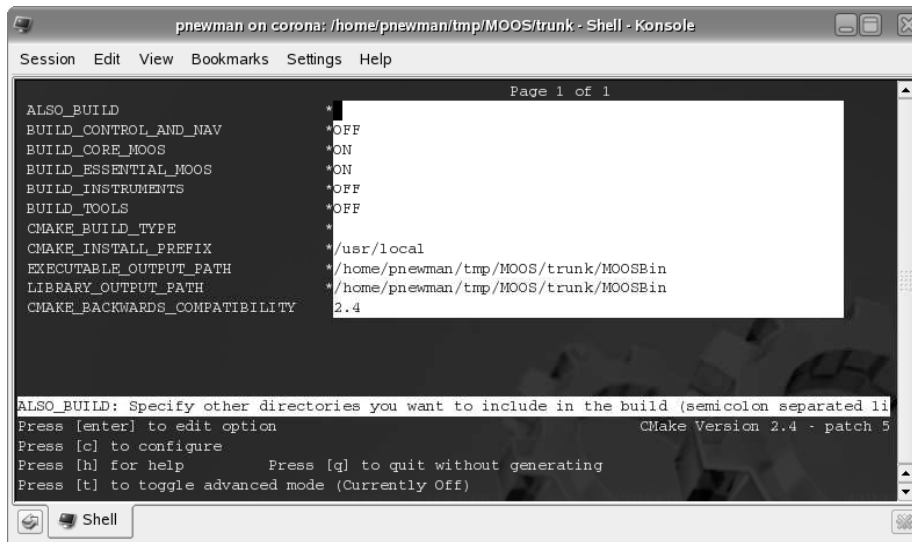 pnewman on corona: /home/pnewman/tmp/MOOS/trunk - Shell - Konsole
Session Edit View Bookmarks Settings Help
Page 1 of 1
ALSO_BUILD *
BUILD_CONTROL_AND_NAV *OFF
BUILD_CORE_MOOS *ON
BUILD_ESSENTIAL_MOOS *ON
BUILD_INSTRUMENTS *OFF
BUILD_TOOLS *OFF
CMAKE_BUILD_TYPE *
CMAKE_INSTALL_PREFIX */usr/local
EXECUTABLE_OUTPUT_PATH */home/pnewman/tmp/MOOS/trunk/MOOSBin
LIBRARY_OUTPUT_PATH */home/pnewman/tmp/MOOS/trunk/MOOSBin
CMAKE_BACKWARDS_COMPATIBILITY 2.4
ALSO_BUILD: Specify other directories you want to include in the build (semicolon separated li
Press [enter] to edit option CMake Version 2.4 - patch 5
Press [c] to configure
Press [h] for help Press [q] to quit without generating
Press [t] to toggle advanced mode (Currently Off)
Shell